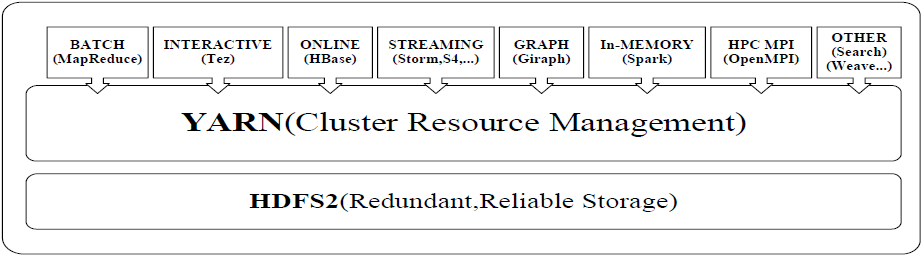 BATCH
(MapReduce)
INTERACTIVE
(Tez)
ONLINE
(HBase)
STREAMING
(Storm,S4,...)
GRAPH
(Giraph)
In-MEMORY
(Spark)
HPC MPI
(OpenMPI)
OTHER
(Search)
(Weave...)
YARN(Cluster Resource Management)
HDFS2(Redundant,Reliable Storage)